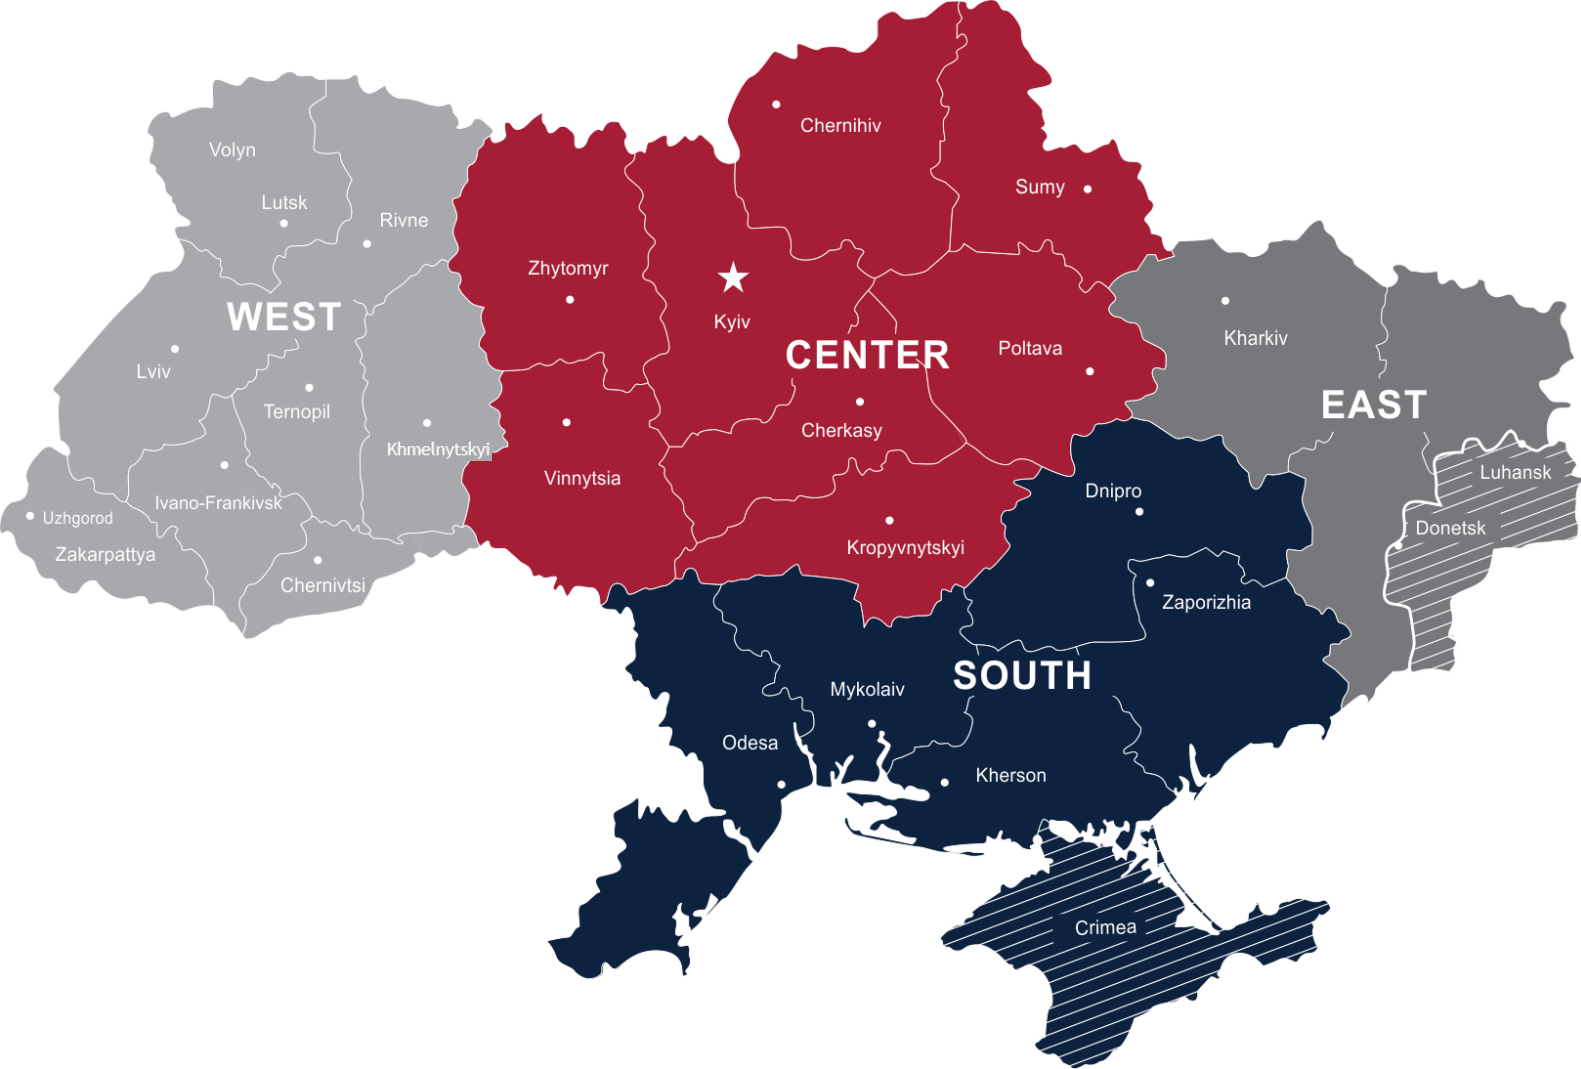 Chernihiv
Volyn
Sumy
Lutsk
Rivne
Zhytomyr
WEST
Kyiv
Kharkiv
Poltava
CENTER
Lviv
EAST
Ternopil
Cherkasy
Khmelnytskyi
Luhansk
Vinnytsia
Dnipro
Ivano-Frankivsk
Uzhgorod
Donetsk
Kropyvnytskyi
Zakarpattya
Chernivtsi
Zaporizhia
SOUTH
Mykolaiv
Odesa
Kherson
Crimea